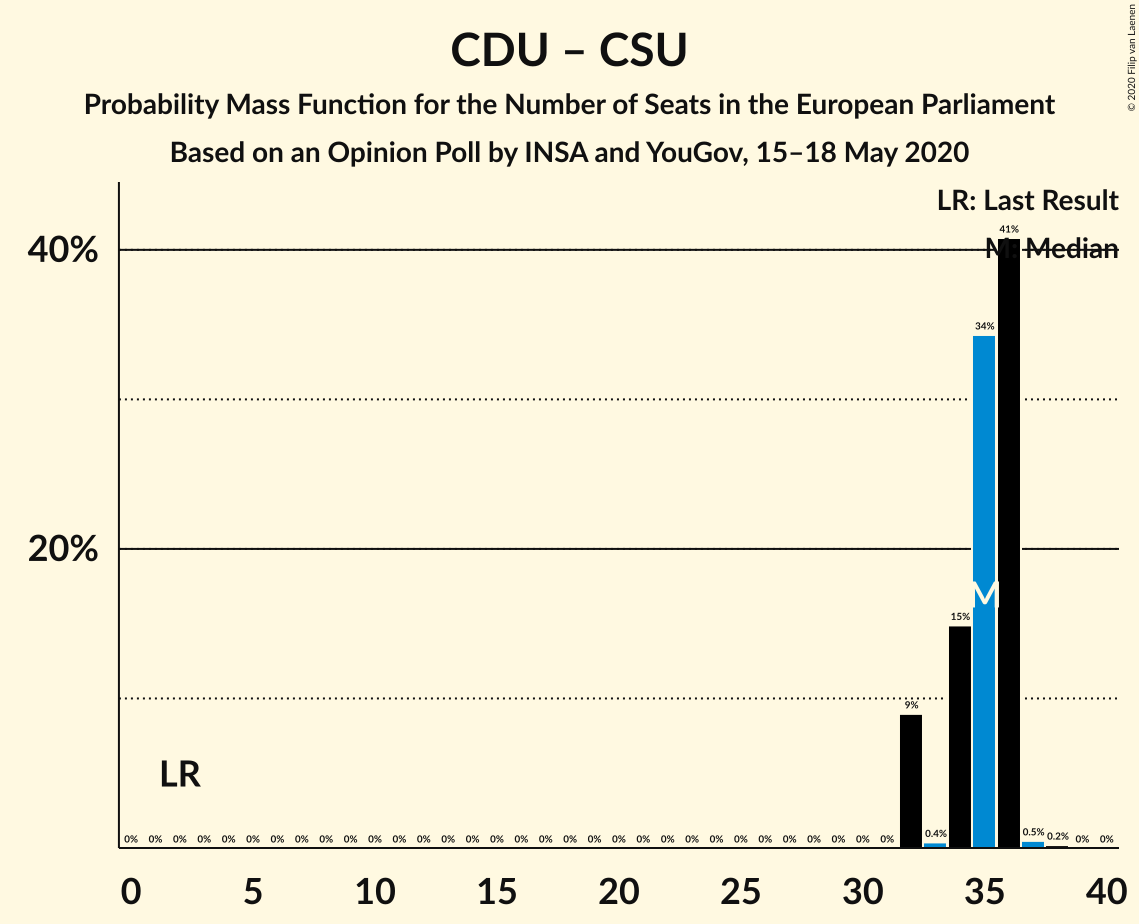 CDU – CSU
Probability Mass Function for the Number of Seats in the European Parliament
Based on an Opinion Poll by INSA and YouGov, 15–18 May 2020
© 2020 Filip van Laenen
LR: Last Result
M: Median
40%
20%
41%
34%
M
15%
9%
LR
0% 0% 0% 0% 0% 0% 0% 0% 0% 0% 0% 0% 0% 0% 0% 0% 0% 0% 0% 0% 0% 0% 0% 0% 0% 0% 0% 0% 0% 0% 0% 0% 0.4% 0.5% 0.2% 0% 0%
0 5 10 15 20 25 30 35 40